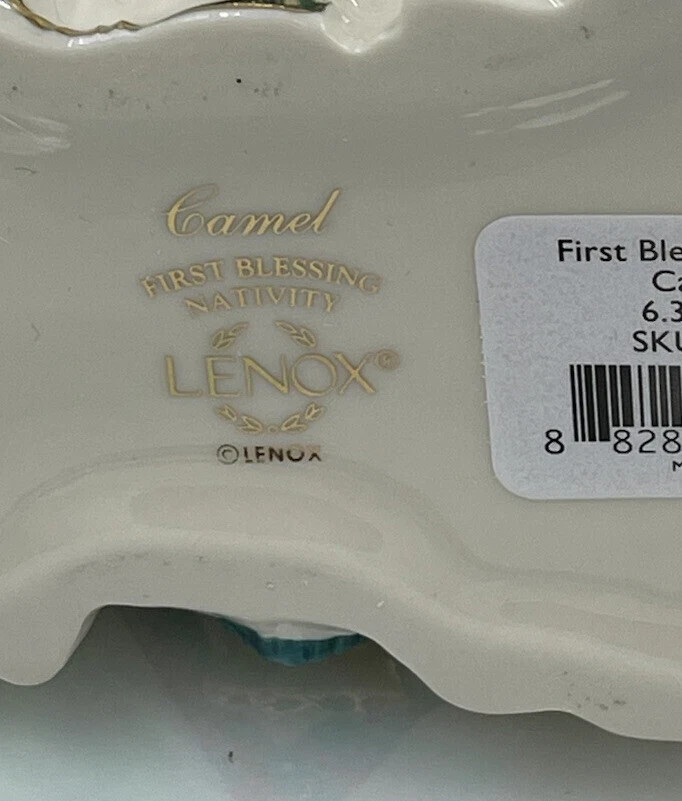 Camel
FIRST BLESSING
NATIVITY
LENOX®
©LENOX
First Ble
Ca
6.3
SKU
8 828
M